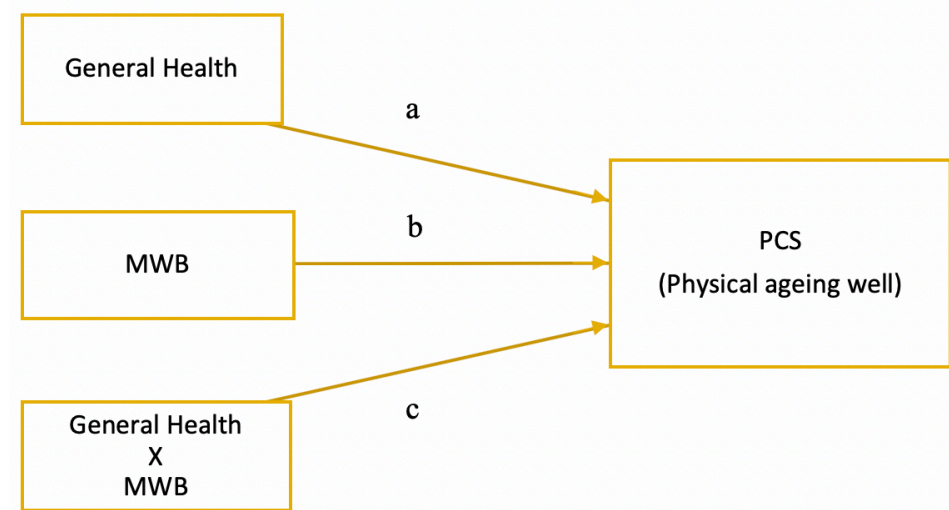 General Health
a
MWB
b
PCS
(Physical ageing well)
General Health
X
MWB
c